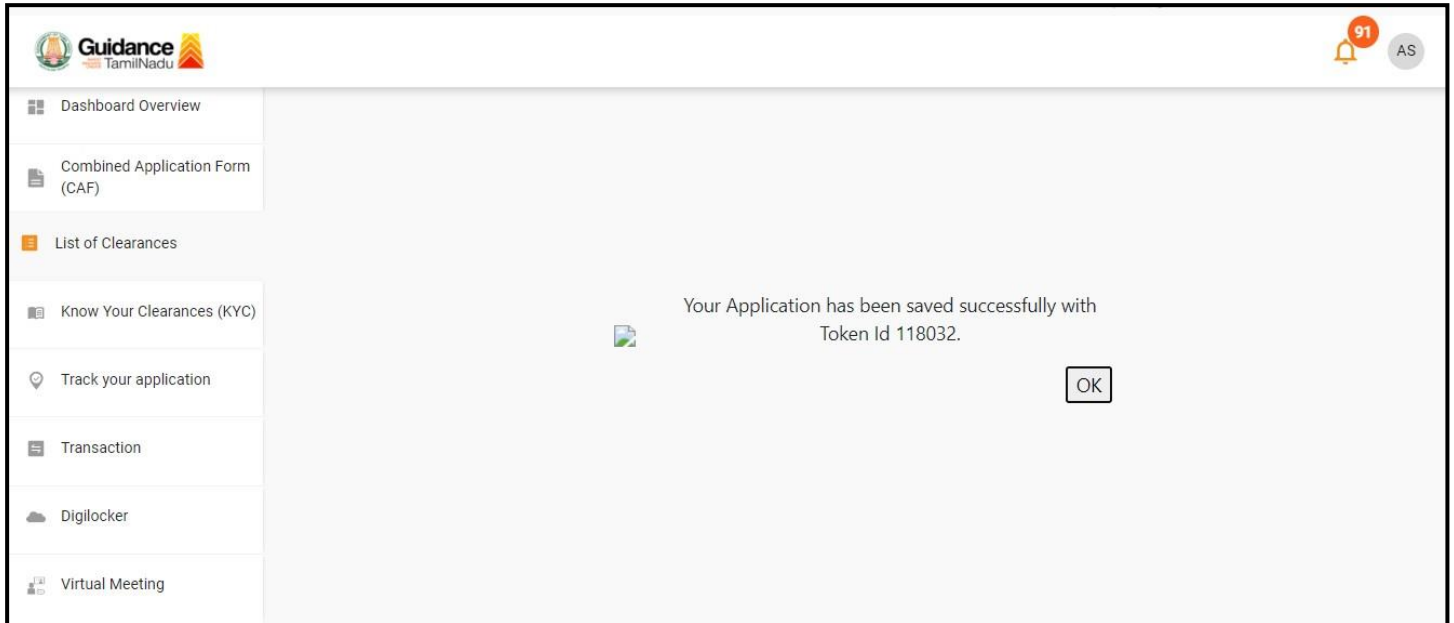 Guidance
TamilNadu
91
AS
Dashboard Overview
Combined Application Form
(CAF)
List of Clearances
Know Your Clearances (KYC)
Track your application
Transaction
Digilocker
Virtual Meeting
Your Application has been saved successfully with
Token Id 118032.
OK